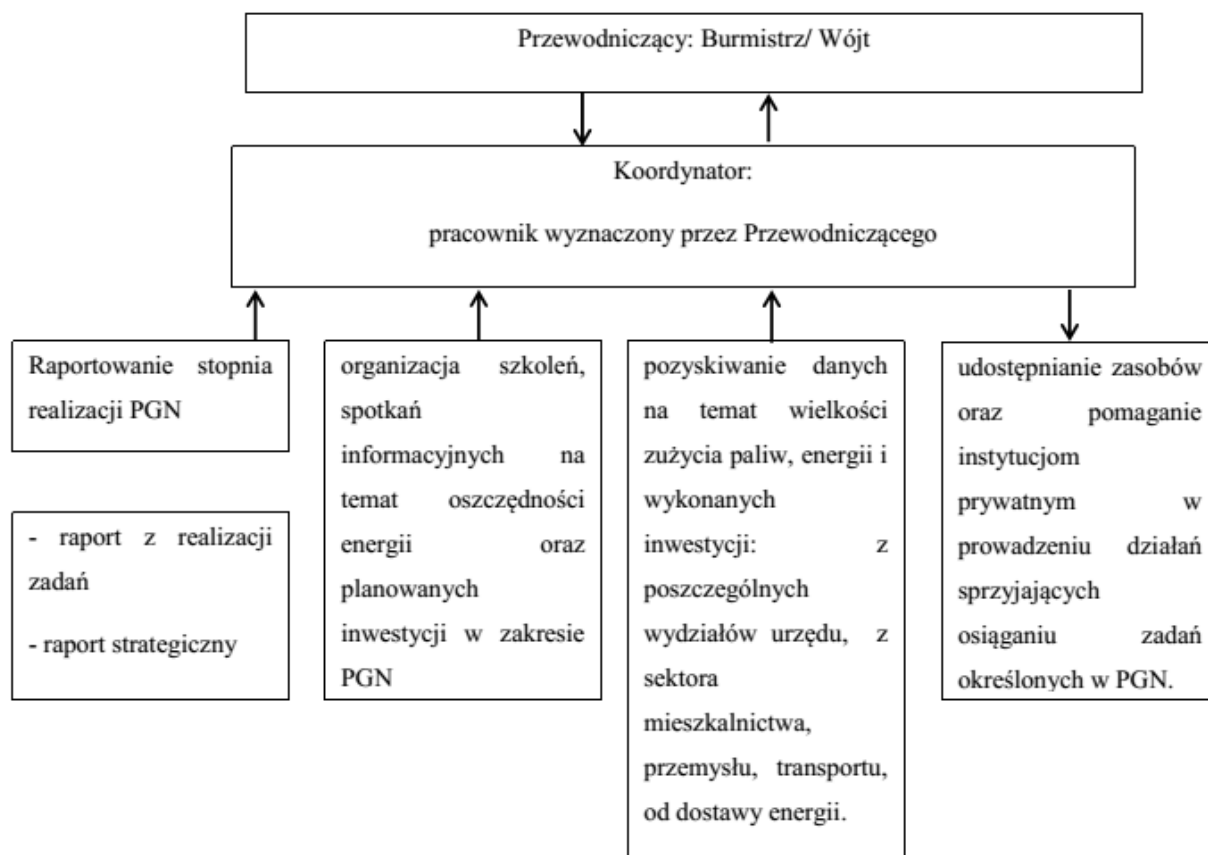 Przewodniczący: Burmistrz/ Wójt
Koordynator:
pracownik wyznaczony przez Przewodniczącego
Raportowanie stopnia
realizacji PGN
- raport z realizacji
zadań
- raport strategiczny
organizacja szkoleń,
spotkań
informacyjnych na
temat oszczędności
energii oraz
planowanych
inwestycji w zakresie
PGN
pozyskiwanie danych
na temat wielkości
zużycia paliw, energii i
wykonanych
inwestycji: z
poszczególnych
wydziałów urzędu, z
sektora
mieszkalnictwa,
przemysłu, transportu,
od dostawy energii.
udostępnianie zasobów
oraz pomaganie
instytucjom
prywatnym w
prowadzeniu działań
sprzyjających
osiąganiu zadań
określonych w PGN.